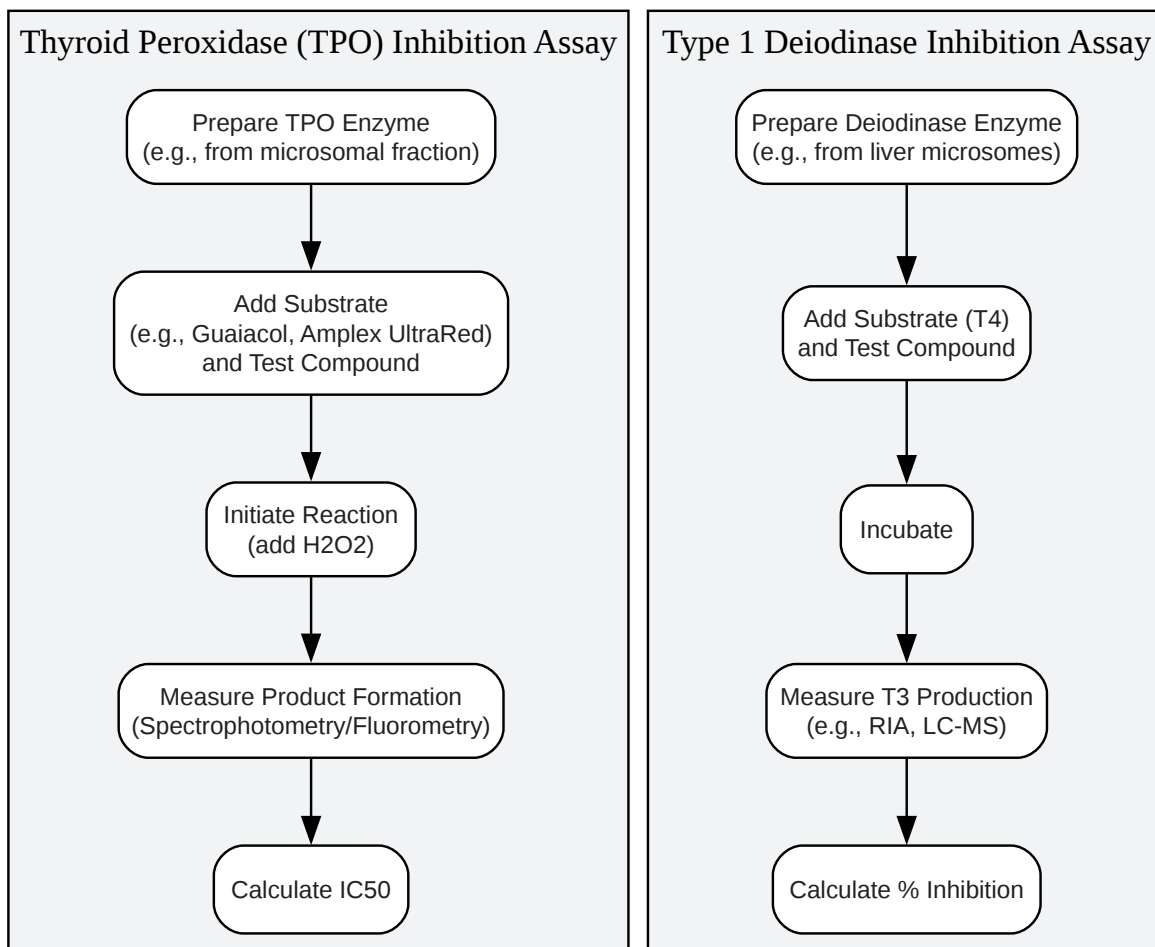 Thyroid Peroxidase (TPO) Inhibition Assay
Prepare TPO Enzyme
(e.g., from microsomal fraction)
Add Substrate
(e.g., Guaiacol, Amplex UltraRed)
and Test Compound
Initiate Reaction
(add H2O2)
Measure Product Formation
(Spectrophotometry/Fluorometry)
Calculate IC50
Type 1 Deiodinase Inhibition Assay
Prepare Deiodinase Enzyme
(e.g., from liver microsomes)
Add Substrate (T4)
and Test Compound
Incubate
Measure T3 Production
(e.g., RIA, LC-MS)
Calculate % Inhibition